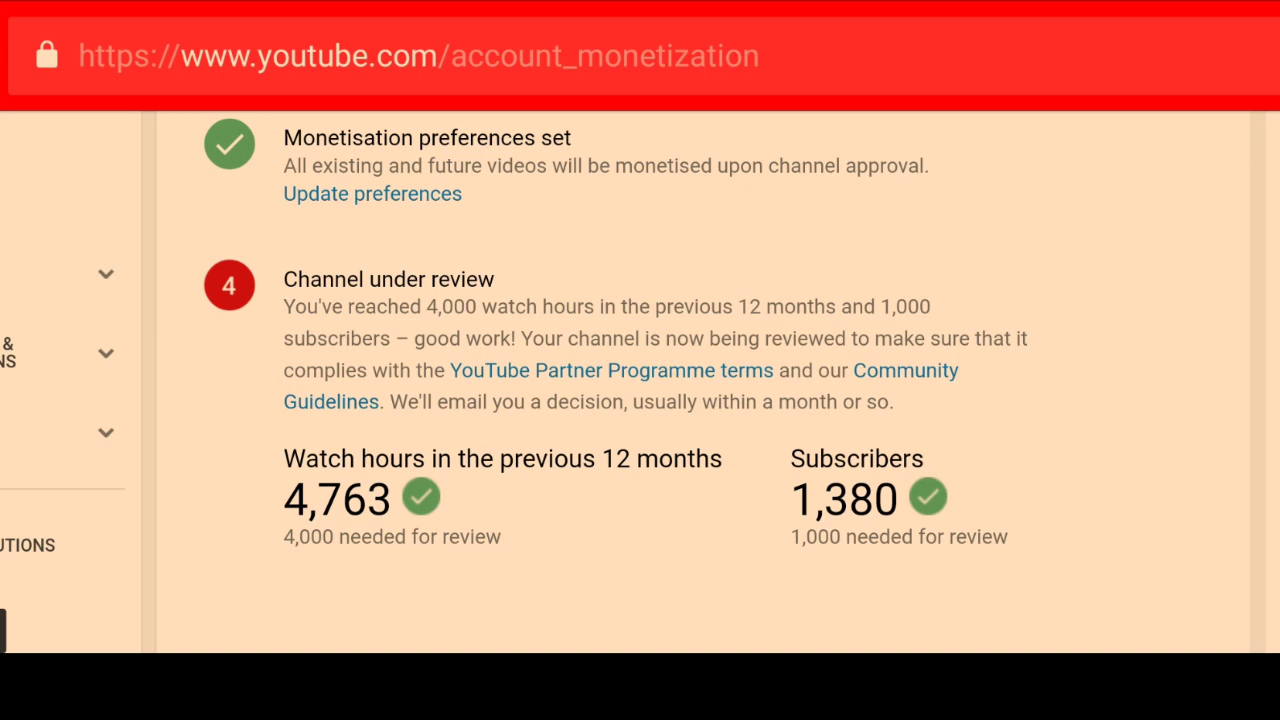 https://www.youtube.com/account_monetization
Monetisation preferences set
All existing and future videos will be monetised upon channel approval.
Update preferences
4
Channel under review
You've reached 4,000 watch hours in the previous 12 months and 1,000
subscribers – good work! Your channel is now being reviewed to make sure that it
complies with the YouTube Partner Programme terms and our Community
Guidelines. We'll email you a decision, usually within a month or so.
&
NS
Watch hours in the previous 12 months
4,763
4,000 needed for review
Subscribers
1,380
1,000 needed for review
UTIONS